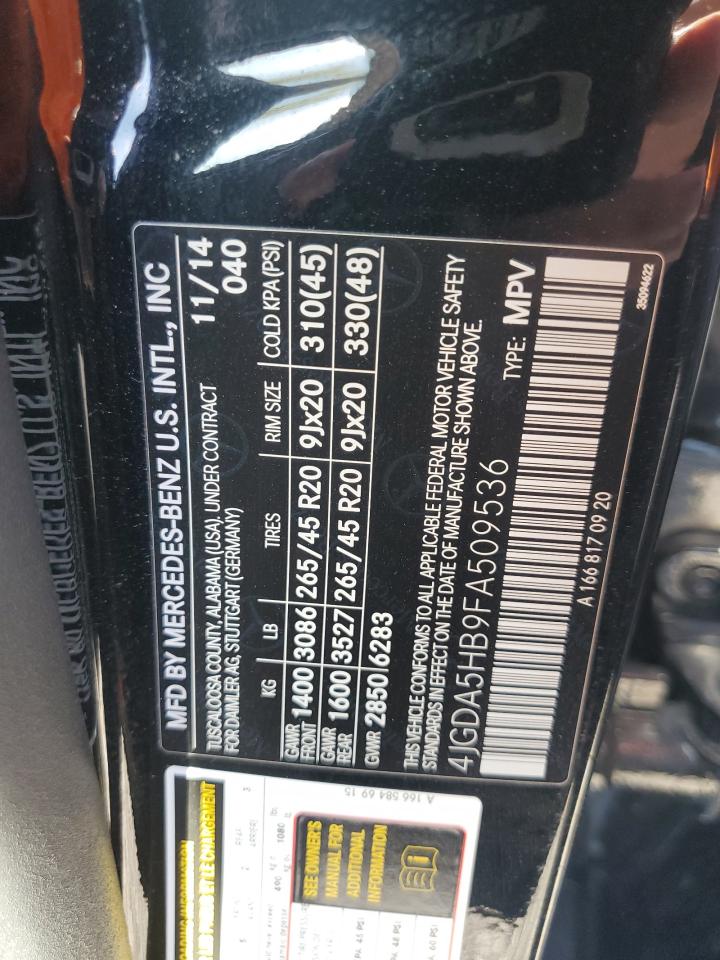 MFD BY MERCEDES-BENZ U.S. INTL., INC
TUSCALOOSA COUNTY, ALABAMA (USA), UNDER CONTRACT 11/14
FOR DAIMLER AG, STUTTGART (GERMANY) 040
KG LB TIRES RIM SIZE COLD KPA (PSI)
GAWR FRONT 1400 3086 265/45 R20 9Jx20 310(45)
GAWR REAR 1600 3527 265/45 R20 9Jx20 330(48)
GWR 2850 6283
THIS VEHICLE CONFORMS TO ALL APPLICABLE FEDERAL MOTOR VEHICLE SAFETY
STANDARDS IN EFFECT ON THE DATE OF MANUFACTURE SHOWN ABOVE.
4JGDA5HB9FA509536 TYPE: MPV
A 166 817 09 20
35094622
A 166 584 69 15
SEE OWNER'S
MANUAL FOR
ADDITIONAL
INFORMATION